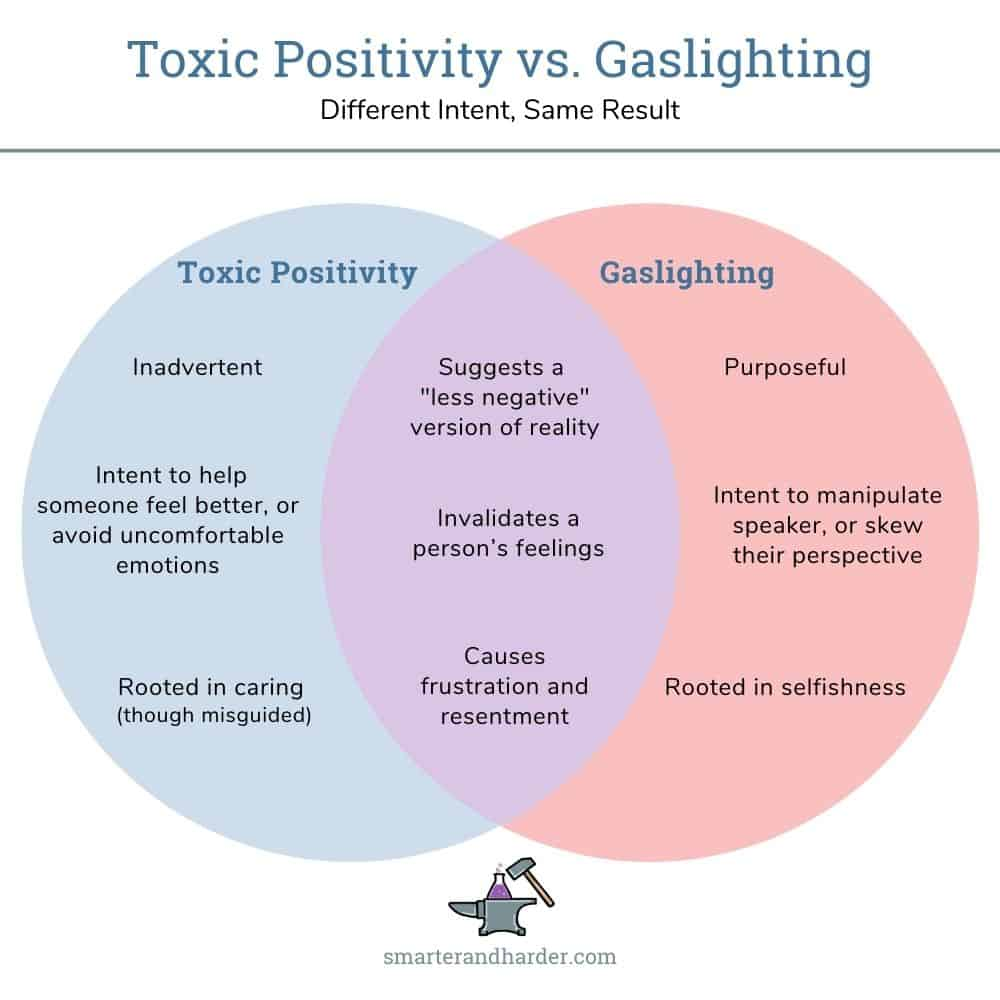 Toxic Positivity vs. Gaslighting
Different Intent, Same Result
Toxic Positivity
Inadvertent
Intent to help
someone feel better, or
avoid uncomfortable
emotions
Rooted in caring
(though misguided)
Suggests a
"less negative"
version of reality
Invalidates a
person’s feelings
Causes
frustration and
resentment
Gaslighting
Purposeful
Intent to manipulate
speaker, or skew
their perspective
Rooted in selfishness
smarterandharder.com